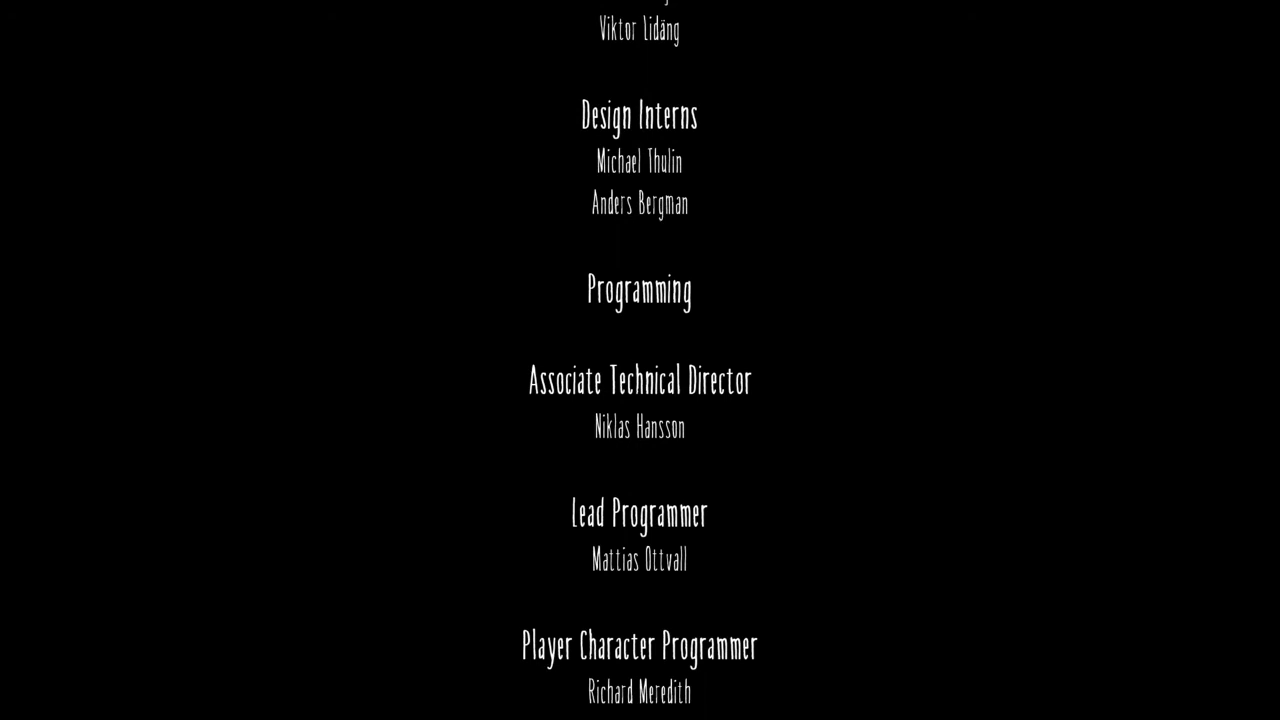 Viktor Lidäng
Design Interns
Michael Thulin
Anders Bergman
Programming
Associate Technical Director
Niklas Hansson
Lead Programmer
Mattias Ottvall
Player Character Programmer
Richard Meredith